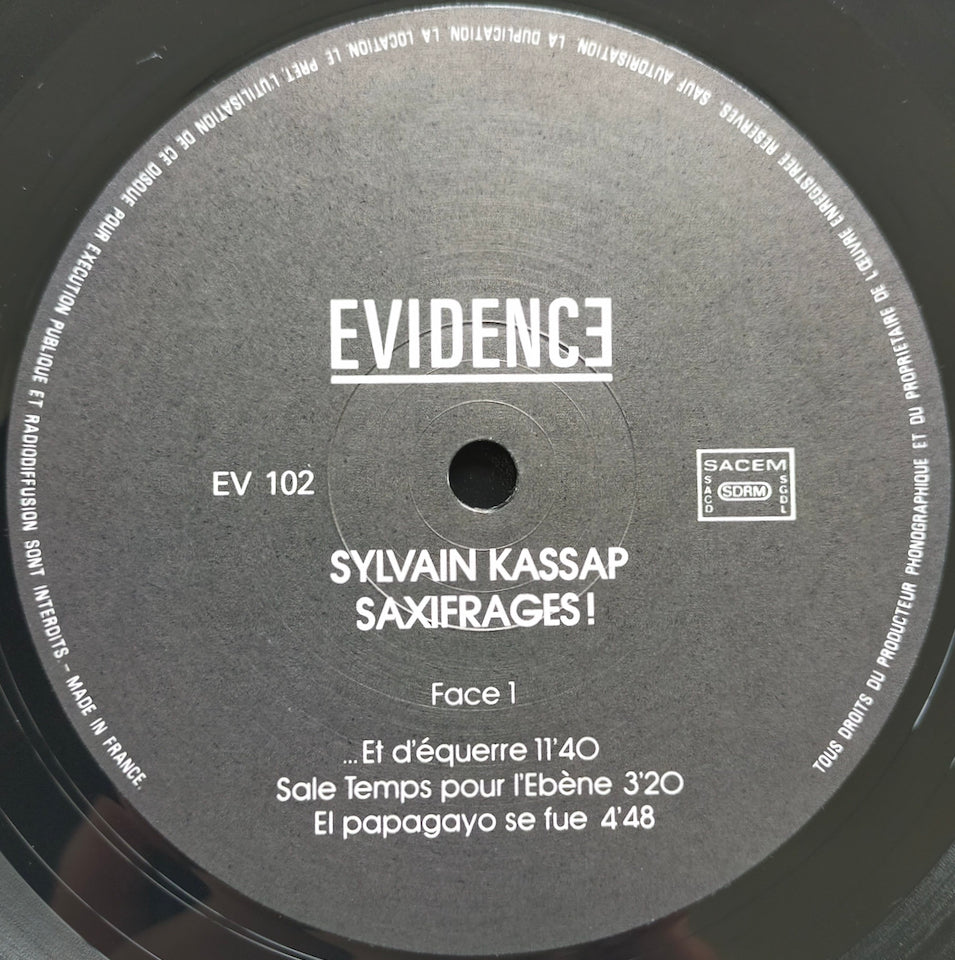 EVIDENCE
EV 102
SACEM
SACD
SDRM
SGDL
SYLVAIN KASSAP
SAXIFRAGES !
Face 1
...Et d'équerre 11'40
Sale Temps pour l'Ebène 3'20
El papagayo se fue 4'48
TOUS DROITS DU PRODUCTEUR PHONOGRAPHIQUE ET DU PROPRIETAIRE DE L'ŒUVRE ENREGISTREE RESERVES. SAUF AUTORISATION, LA DUPLICATION, LA LOCATION, LE PRET, L'UTILISATION DE CE DISQUE POUR EXECUTION PUBLIQUE ET RADIODIFFUSION SONT INTERDITS. - MADE IN FRANCE.